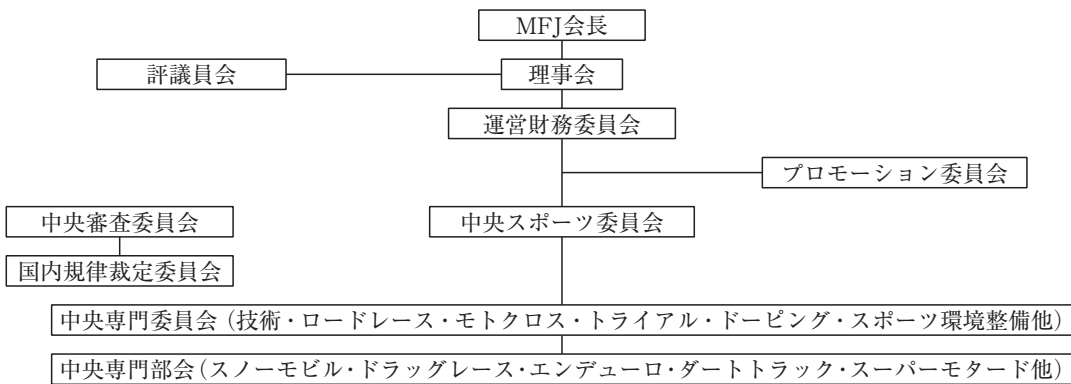 MFJ会長
評議員会
理事会
運営財務委員会
プロモーション委員会
中央審査委員会
中央スポーツ委員会
国内規律裁定委員会
中央専門委員会（技術・ロードレース・モトクロス・トライアル・ドーピング・スポーツ環境整備他）
中央専門部会（スノーモビル・ドラッグレース・エンデューロ・ダートトラック・スーパーモタード他）